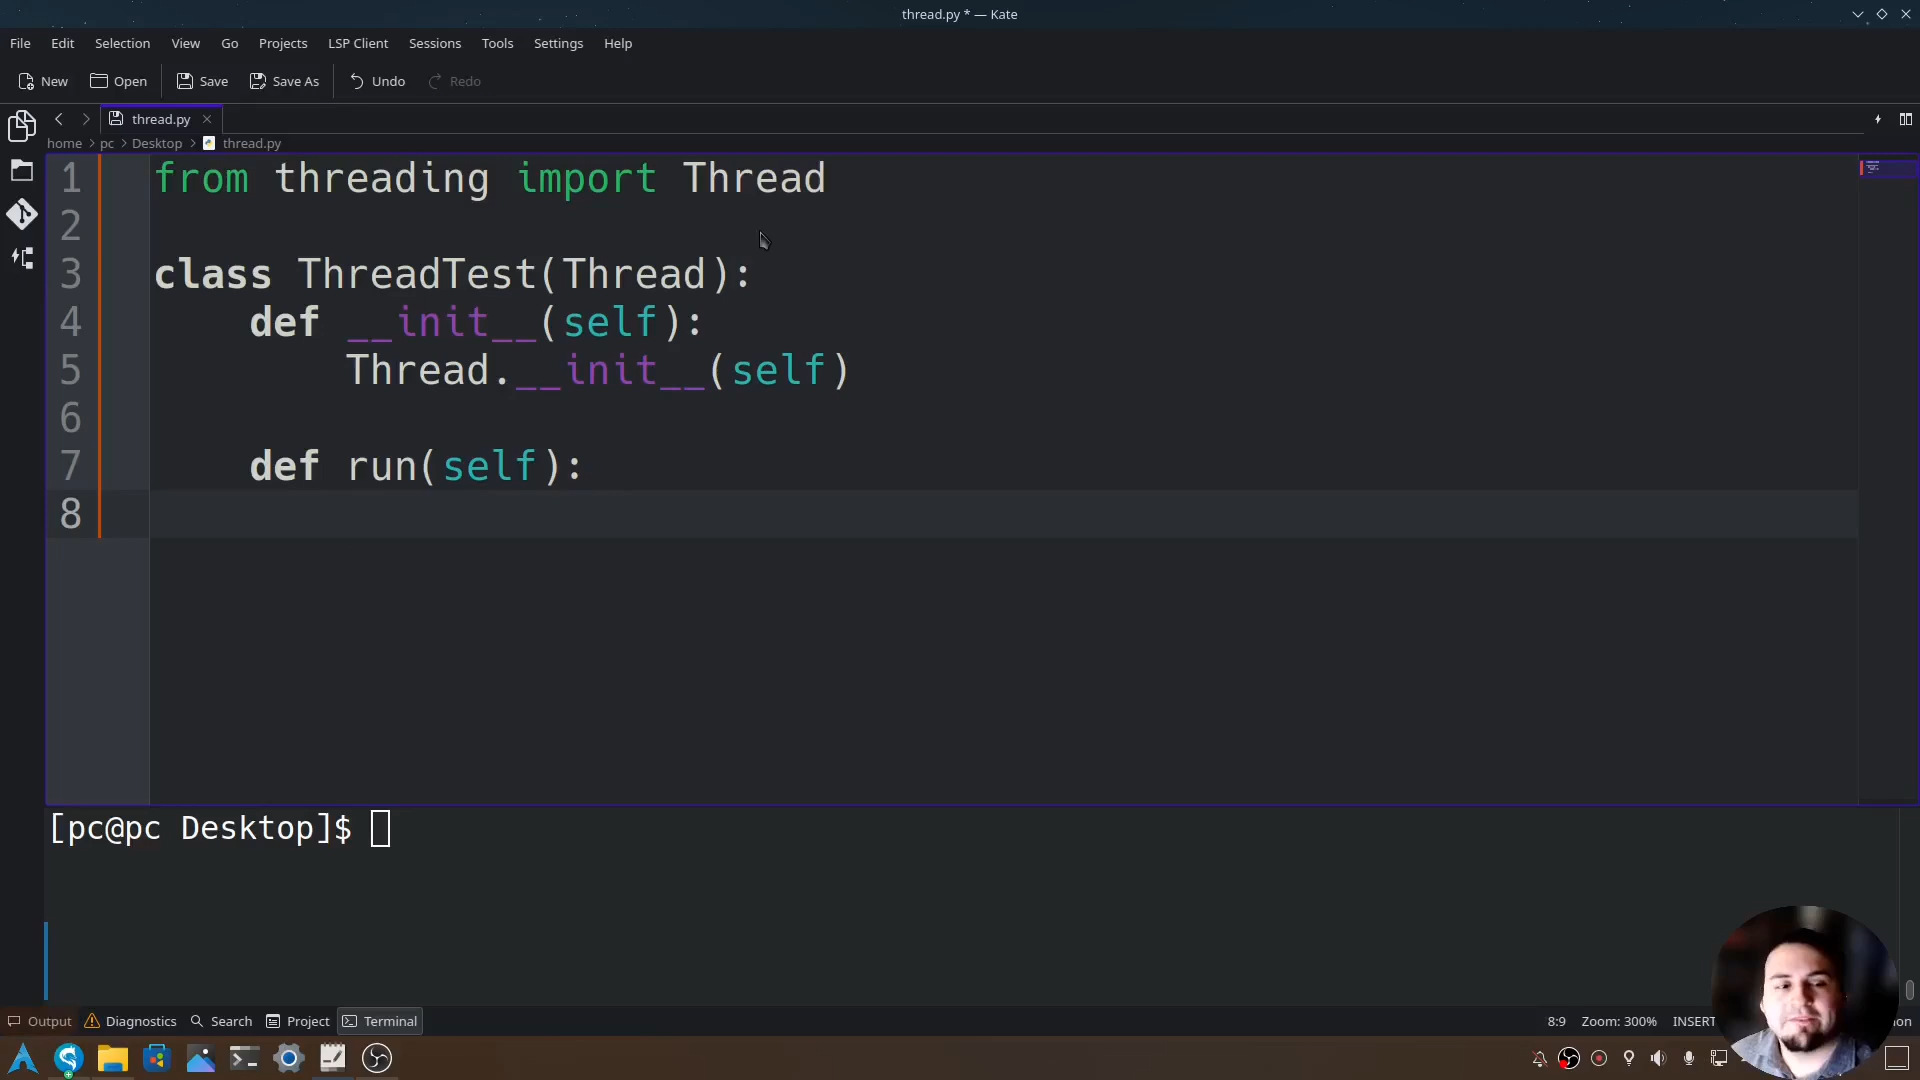 thread.py * — Kate
File Edit Selection View Go Projects LSP Client Sessions Tools Settings Help
New Open Save Save As Undo Redo
thread.py
home > pc > Desktop > thread.py
1 from threading import Thread
2
3 class ThreadTest(Thread):
4 def __init__(self):
5 Thread.__init__(self)
6
7 def run(self):
8
[pc@pc Desktop]$
Output Diagnostics Search Project Terminal 8:9 Zoom: 300% INSERT